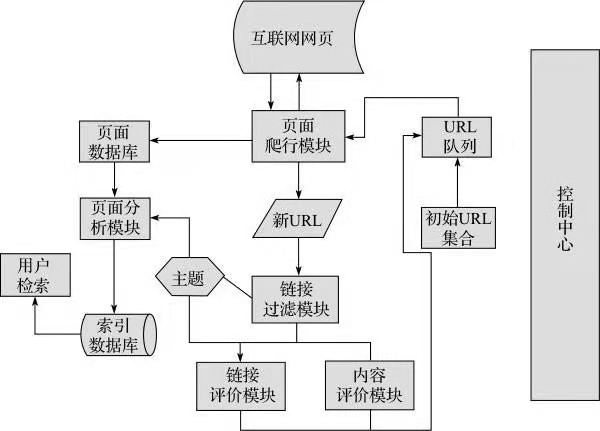 互联网网页
页面
爬行模块
URL
队列
页面
数据库
页面分
析模块
新URL
初始URL
集合
控制中心
用户
检索
主题
链接
过滤模块
索引
数据库
链接
评价模块
内容
评价模块